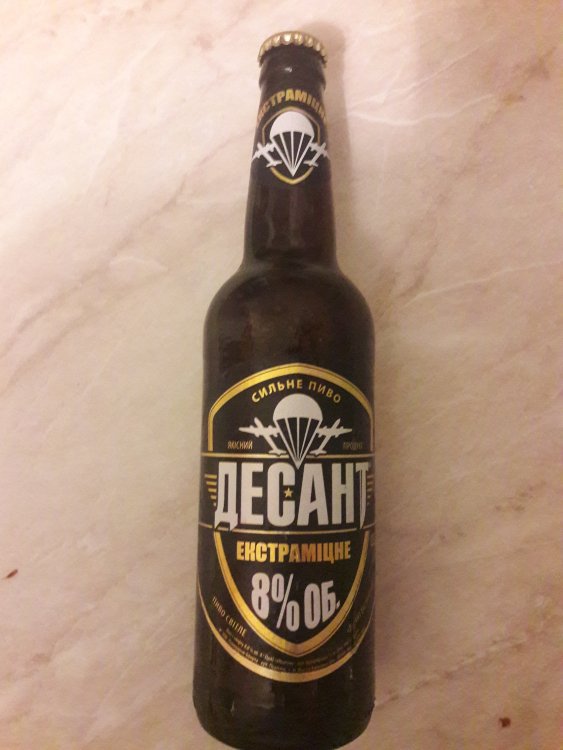 ЕКСТРАМІЦНЕ
СИЛЬНЕ ПИВО
ЯКІСНИЙ ПРОДУКТ
ДЕСАНТ
ЕКСТРАМІЦНЕ
8% ОБ.
ПИВО СВІТЛЕ